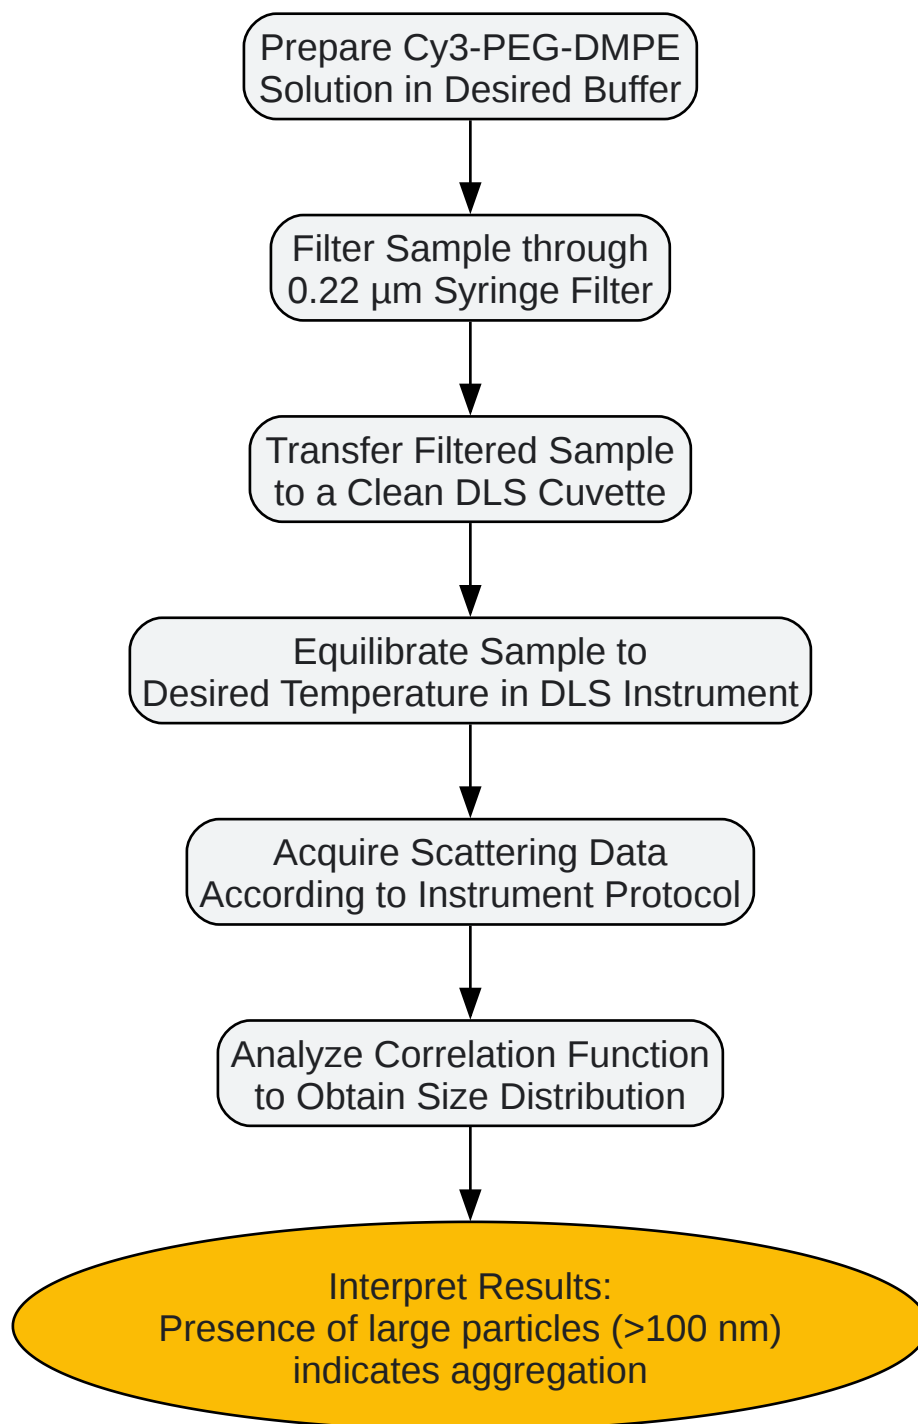 Prepare Cy3-PEG-DMPE
Solution in Desired Buffer
Filter Sample through
0.22 µm Syringe Filter
Transfer Filtered Sample
to a Clean DLS Cuvette
Equilibrate Sample to
Desired Temperature in DLS Instrument
Acquire Scattering Data
According to Instrument Protocol
Analyze Correlation Function
to Obtain Size Distribution
Interpret Results:
Presence of large particles (>100 nm)
indicates aggregation